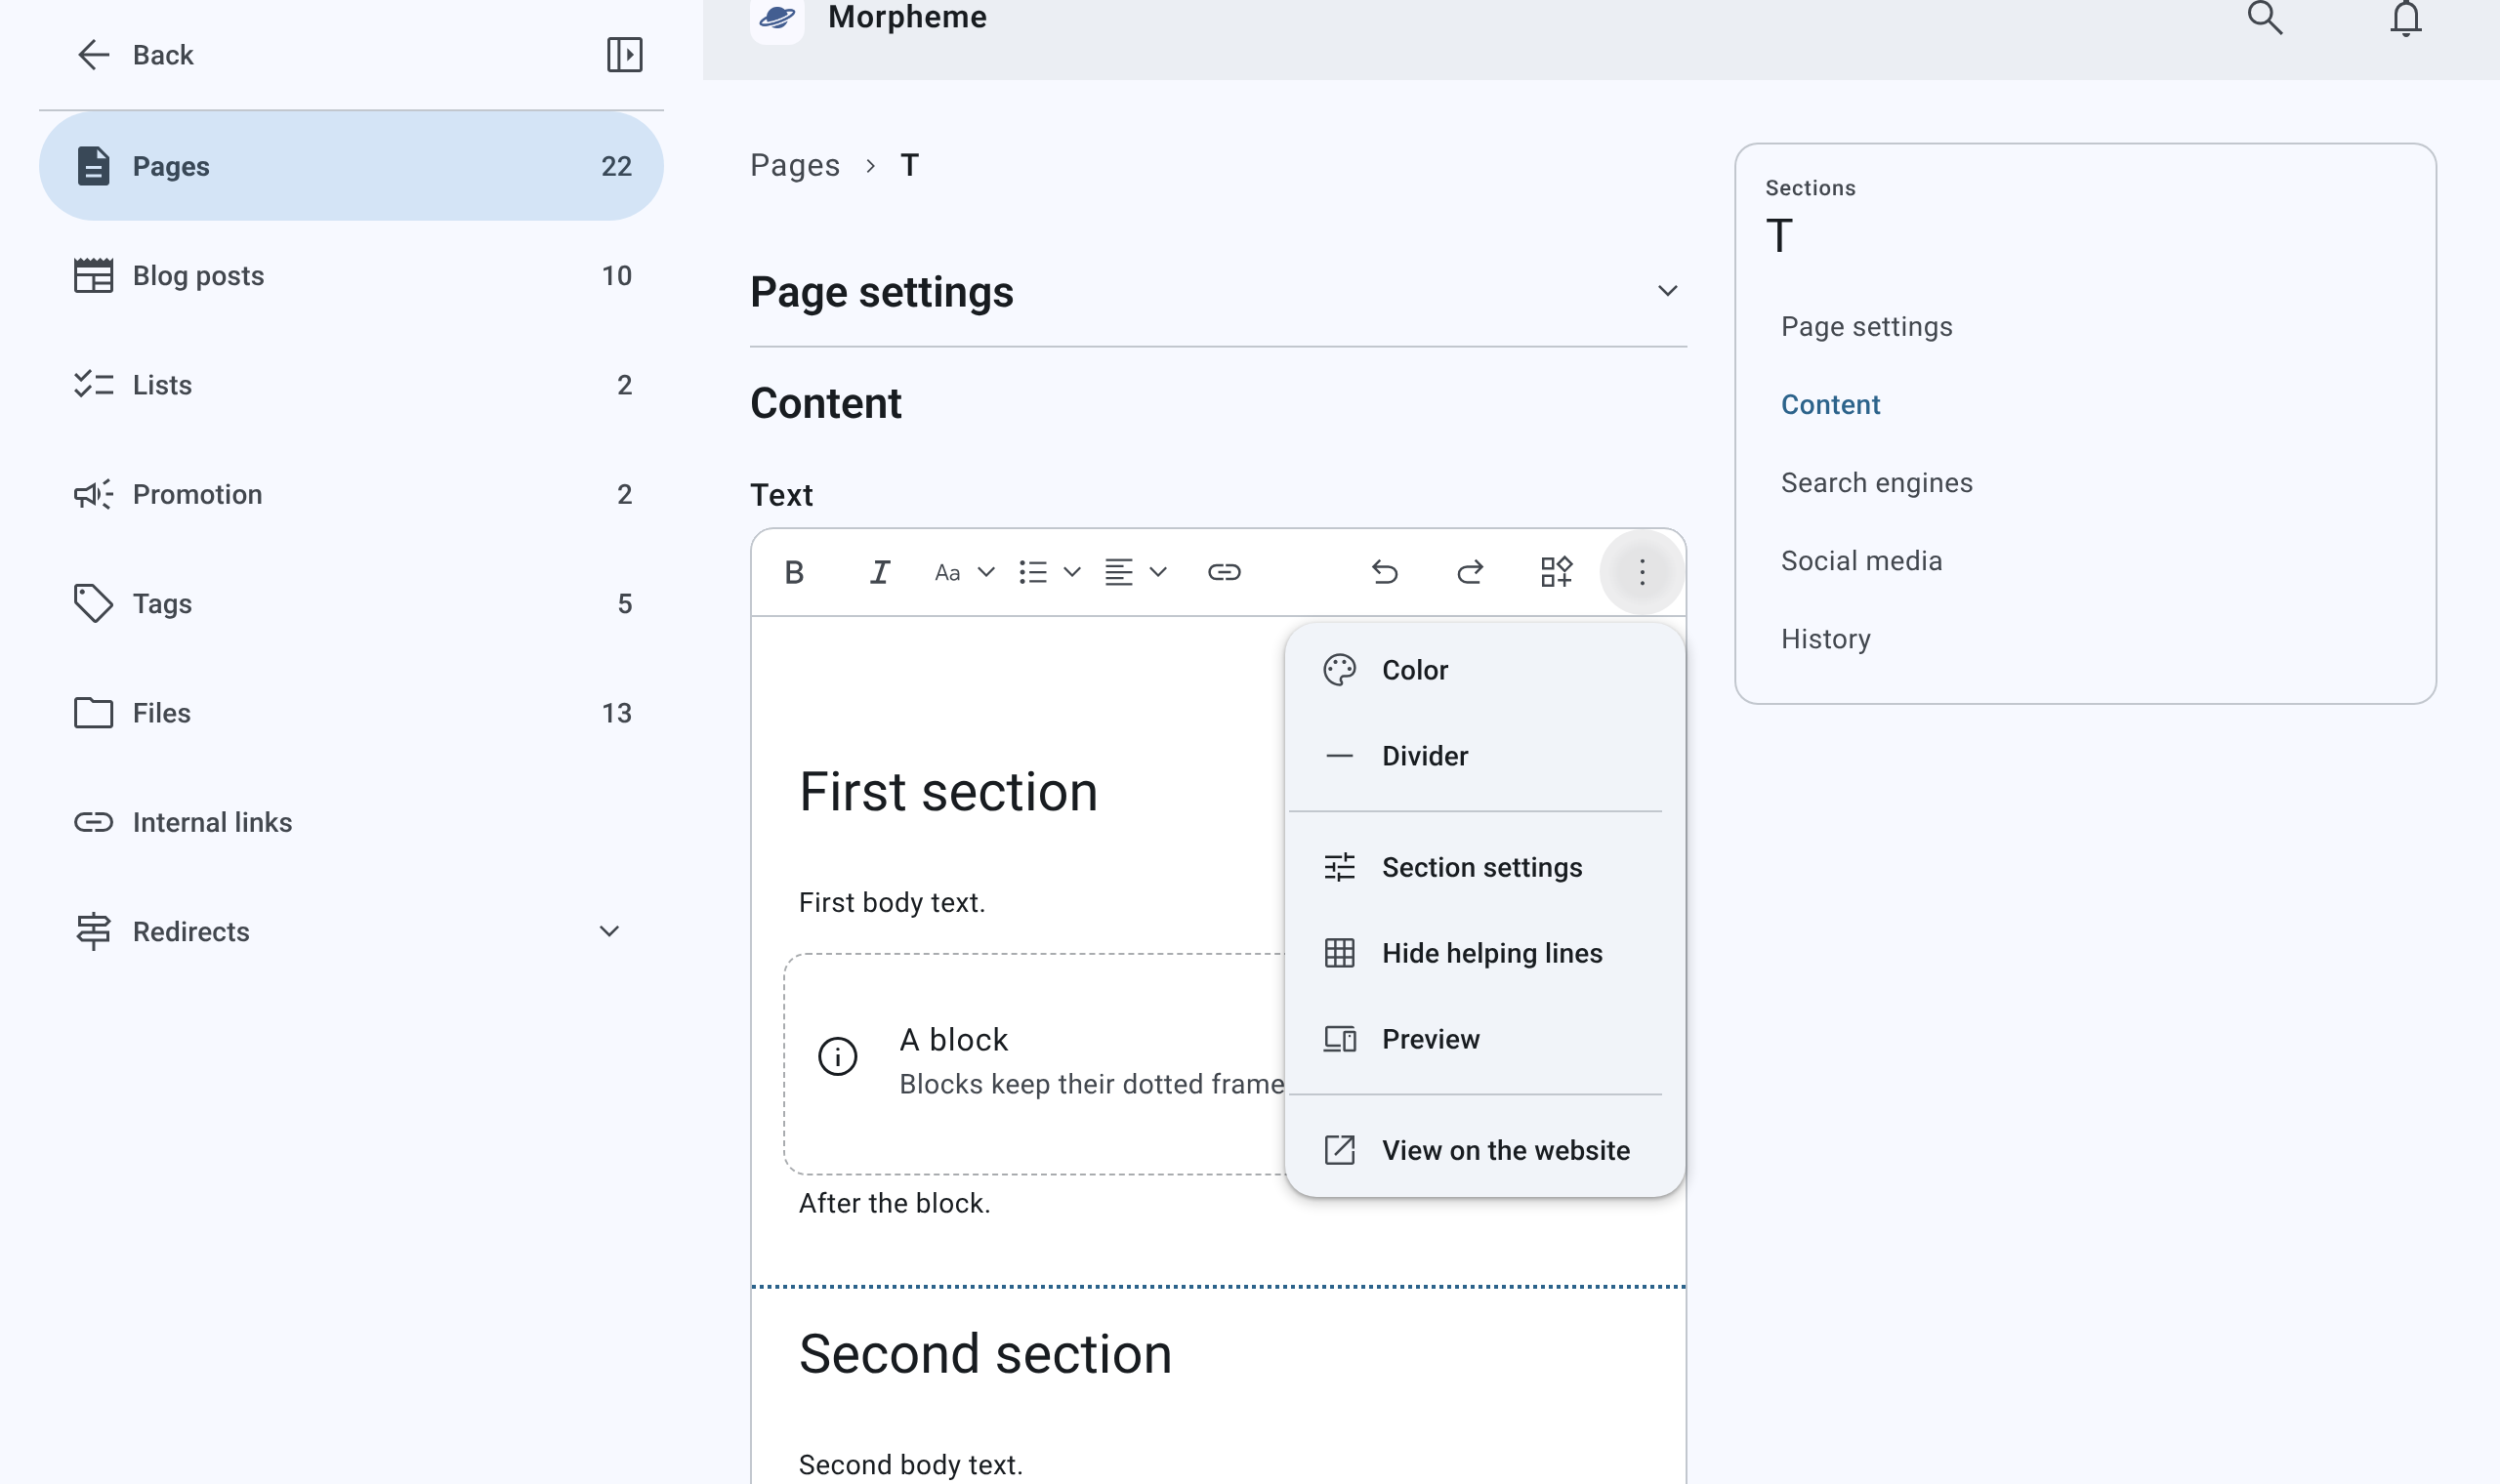 Back
Pages 22
Blog posts 10
Lists 2
Promotion 2
Tags 5
Files 13
Internal links
Redirects
Morpheme
Pages › T
Page settings
Content
Text
B I Aa
First section
First body text.
A block
Blocks keep their dotted frame
After the block.
Second section
Second body text.
Color
Divider
Section settings
Hide helping lines
Preview
View on the website
Sections
T
Page settings
Content
Search engines
Social media
History